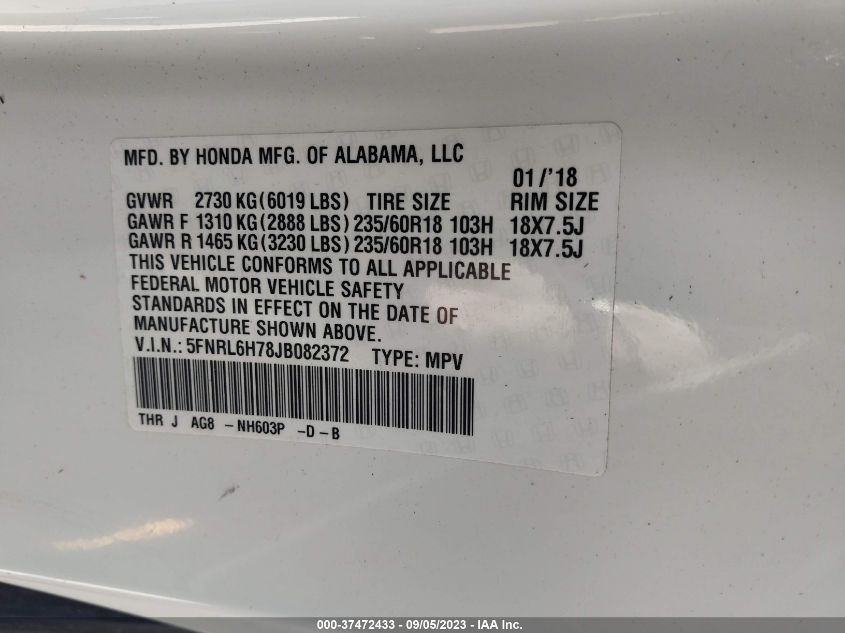 MFD. BY HONDA MFG. OF ALABAMA, LLC
01/'18
GVWR 2730 KG(6019 LBS) TIRE SIZE RIM SIZE
GAWR F 1310 KG(2888 LBS) 235/60R18 103H 18X7.5J
GAWR R 1465 KG(3230 LBS) 235/60R18 103H 18X7.5J
THIS VEHICLE CONFORMS TO ALL APPLICABLE
FEDERAL MOTOR VEHICLE SAFETY
STANDARDS IN EFFECT ON THE DATE OF
MANUFACTURE SHOWN ABOVE.
V.I.N.: 5FNRL6H78JB082372 TYPE: MPV
THR J AG8 -NH603P -D-B
000-37472433 - 09/05/2023 - IAA Inc.